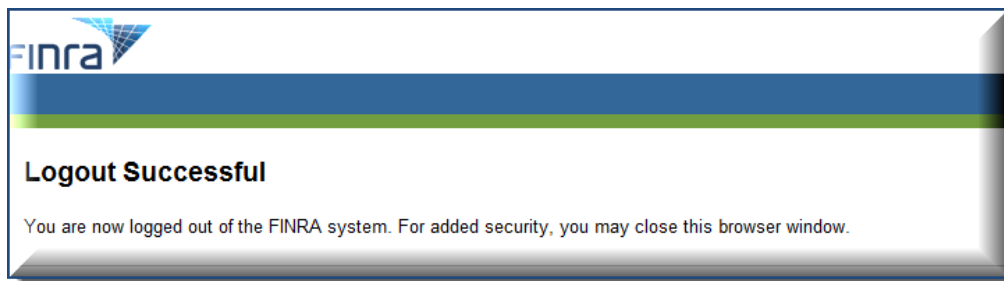 Finra
Logout Successful
You are now logged out of the FINRA system. For added security, you may close this browser window.